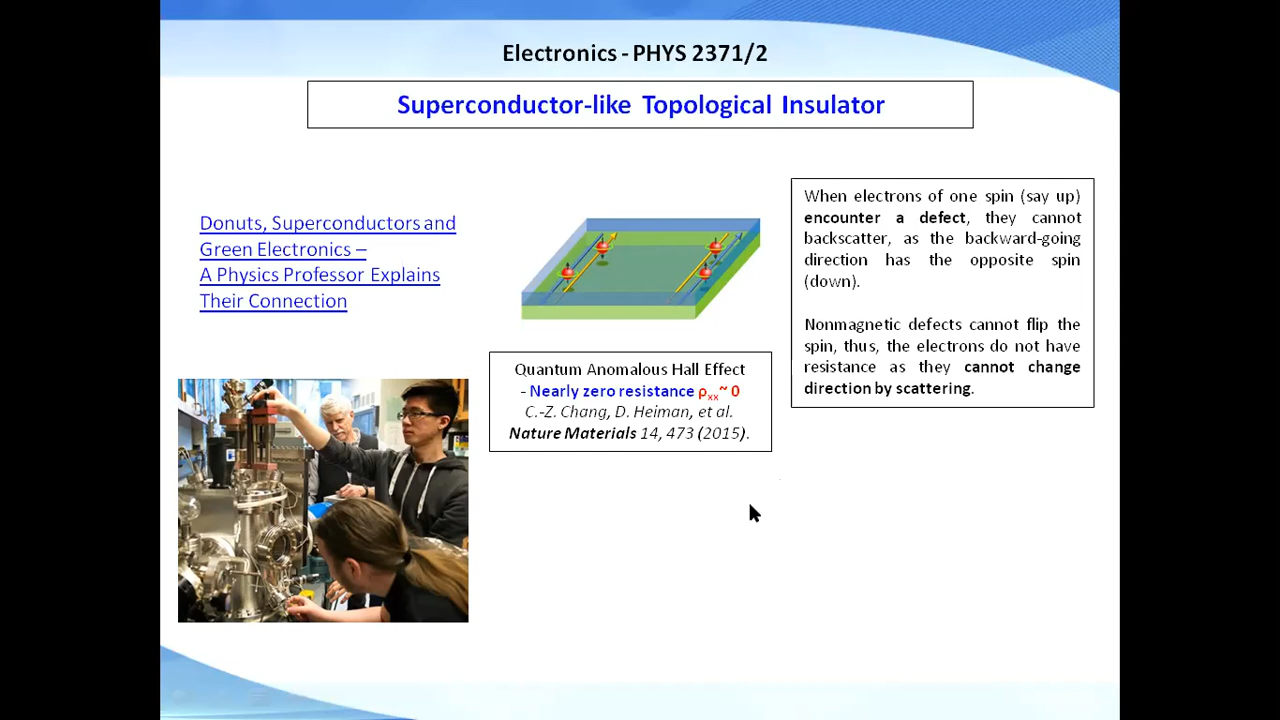 Electronics - PHYS 2371/2
Superconductor-like Topological Insulator
Donuts, Superconductors and
Green Electronics –
A Physics Professor Explains
Their Connection
Quantum Anomalous Hall Effect
- Nearly zero resistance ρxx~ 0
C.-Z. Chang, D. Heiman, et al.
Nature Materials 14, 473 (2015).
When electrons of one spin (say up)
encounter a defect, they cannot
backscatter, as the backward-going
direction has the opposite spin
(down).
Nonmagnetic defects cannot flip the
spin, thus, the electrons do not have
resistance as they cannot change
direction by scattering.